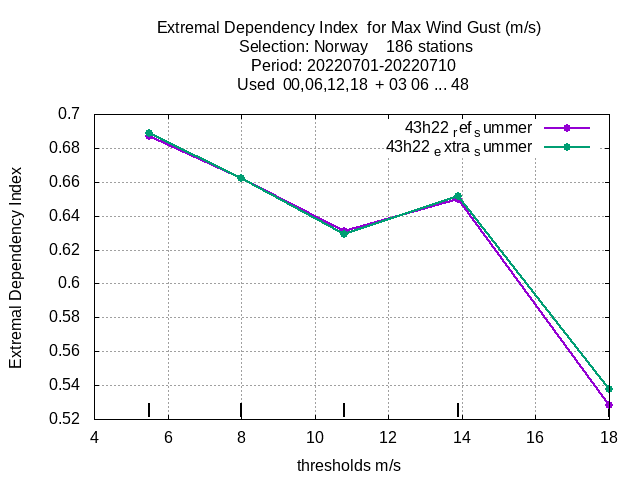 Extremal Dependency Index  for Max Wind Gust (m/s)
Selection: Norway    186 stations
Period: 20220701-20220710
Used  00,06,12,18  + 03 06 ... 48
43h22 ref summer
43h22 extra summer
Extremal Dependency Index
0.7
0.68
0.66
0.64
0.62
0.6
0.58
0.56
0.54
0.52
4 6 8 10 12 14 16 18
thresholds m/s